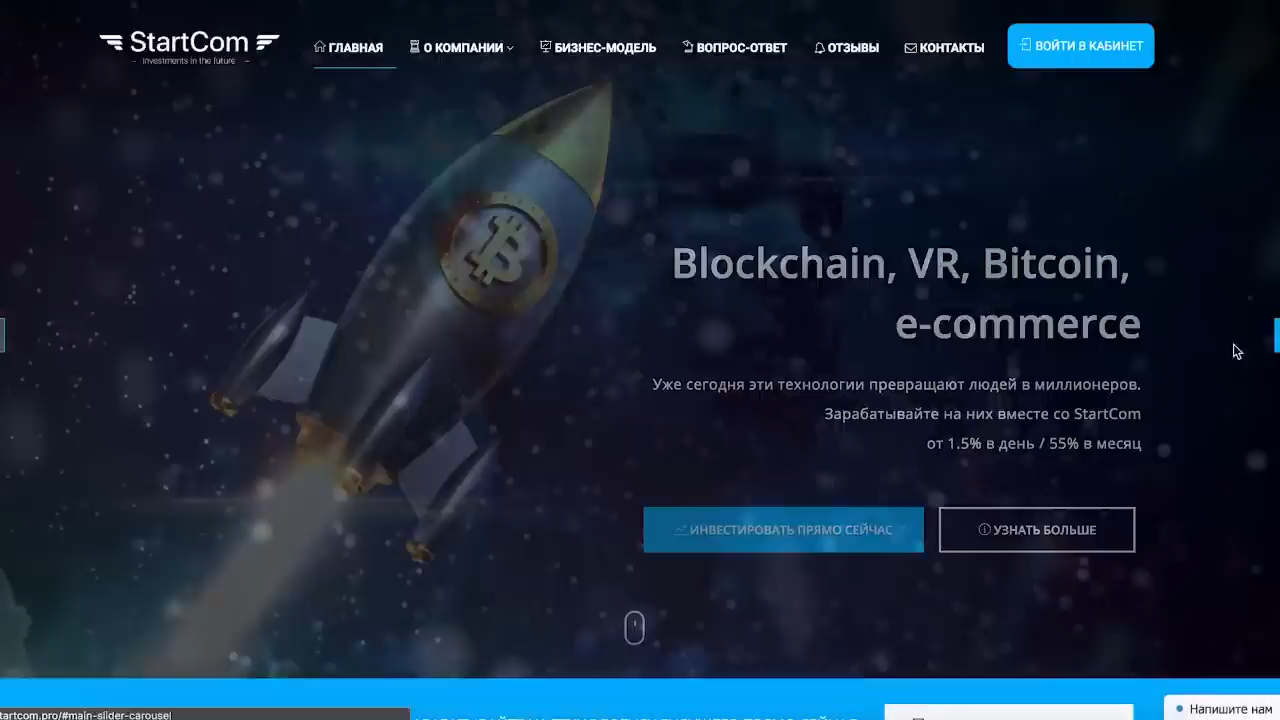 StartCom
investments in the future
ГЛАВНАЯ
О КОМПАНИИ
БИЗНЕС-МОДЕЛЬ
ВОПРОС-ОТВЕТ
ОТЗЫВЫ
КОНТАКТЫ
ВОЙТИ В КАБИНЕТ
Blockchain, VR, Bitcoin,
e-commerce
Уже сегодня эти технологии превращают людей в миллионеров.
Зарабатывайте на них вместе со StartCom
от 1.5% в день / 55% в месяц
ИНВЕСТИРОВАТЬ ПРЯМО СЕЙЧАС
УЗНАТЬ БОЛЬШЕ
tartcom.pro/#main-slider-carousel
Напишите нам